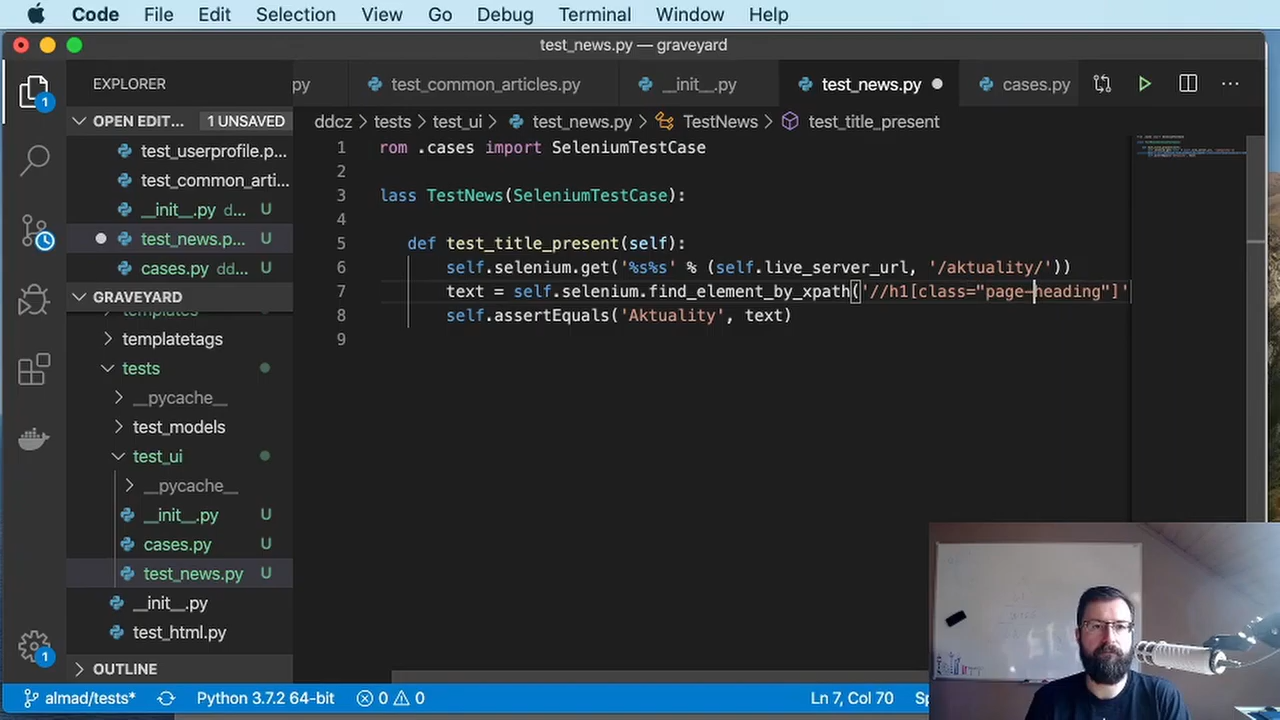 Code File Edit Selection View Go Debug Terminal Window Help
test_news.py — graveyard
EXPLORER
py test_common_articles.py __init__.py test_news.py cases.py
OPEN EDIT... 1 UNSAVED
ddcz > tests > test_ui > test_news.py > TestNews > test_title_present
test_userprofile.p...
test_common_arti...
__init__.py d... U
test_news.p... U
cases.py dd... U
GRAVEYARD
templates
templatetags
tests
__pycache__
test_models
test_ui
__pycache__
__init__.py U
cases.py U
test_news.py U
__init__.py
test_html.py
OUTLINE
1 rom .cases import SeleniumTestCase
2
3 lass TestNews(SeleniumTestCase):
4
5 def test_title_present(self):
6 self.selenium.get('%s%s' % (self.live_server_url, '/aktuality/'))
7 text = self.selenium.find_element_by_xpath('//h1[class="page-heading"]'
8 self.assertEquals('Aktuality', text)
9
1
1
almad/tests* Python 3.7.2 64-bit 0 0 Ln 7, Col 70 Sp